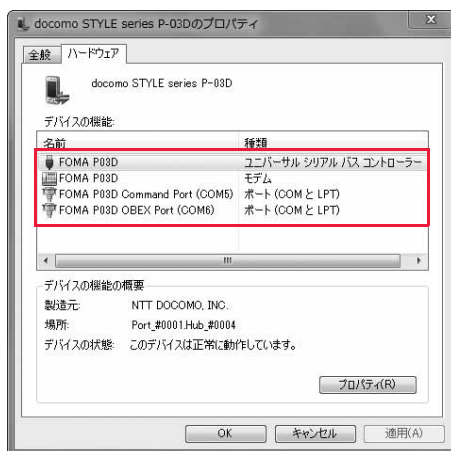 docomo STYLE series P-03Dのプロパティ
全般 ハードウェア
docomo STYLE series P-03D
デバイスの機能:
名前 種類
FOMA P03D ユニバーサル シリアル バス コントローラー
FOMA P03D モデム
FOMA P03D Command Port (COM5) ポート (COM と LPT)
FOMA P03D OBEX Port (COM6) ポート (COM と LPT)
デバイスの機能の概要
製造元: NTT DOCOMO, INC.
場所: Port_#0001.Hub_#0004
デバイスの状態: このデバイスは正常に動作しています。
プロパティ(R)
OK キャンセル 適用(A)